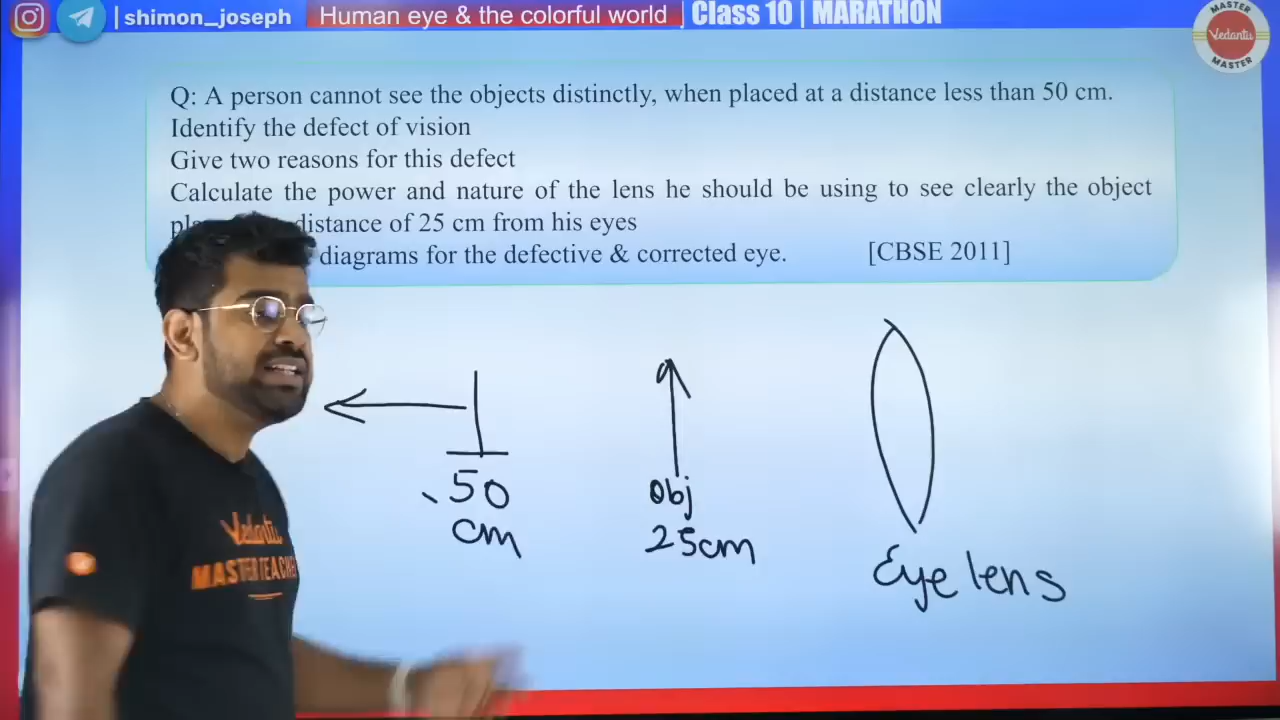 | shimon_joseph Human eye & the colorful world | Class 10 | MARATHON
MASTER
Vedantu
MASTER
Q: A person cannot see the objects distinctly, when placed at a distance less than 50 cm.
Identify the defect of vision
Give two reasons for this defect
Calculate the power and nature of the lens he should be using to see clearly the object
distance of 25 cm from his eyes
diagrams for the defective & corrected eye. [CBSE 2011]
50
cm
Obj
25cm
Eye lens
Vedantu
MASTER TEACHER